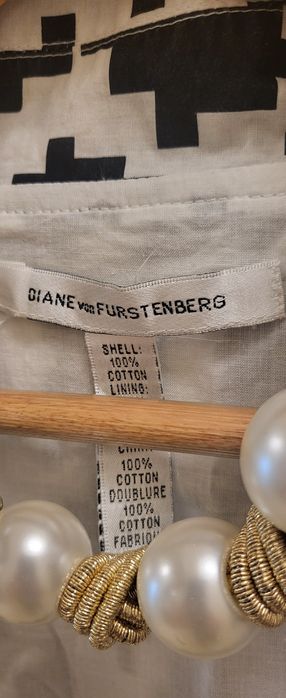 DIANE von FURSTENBERG
SHELL:
100%
COTTON
LINING:
100%
COTTON
DOUBLURE
100%
COTTON